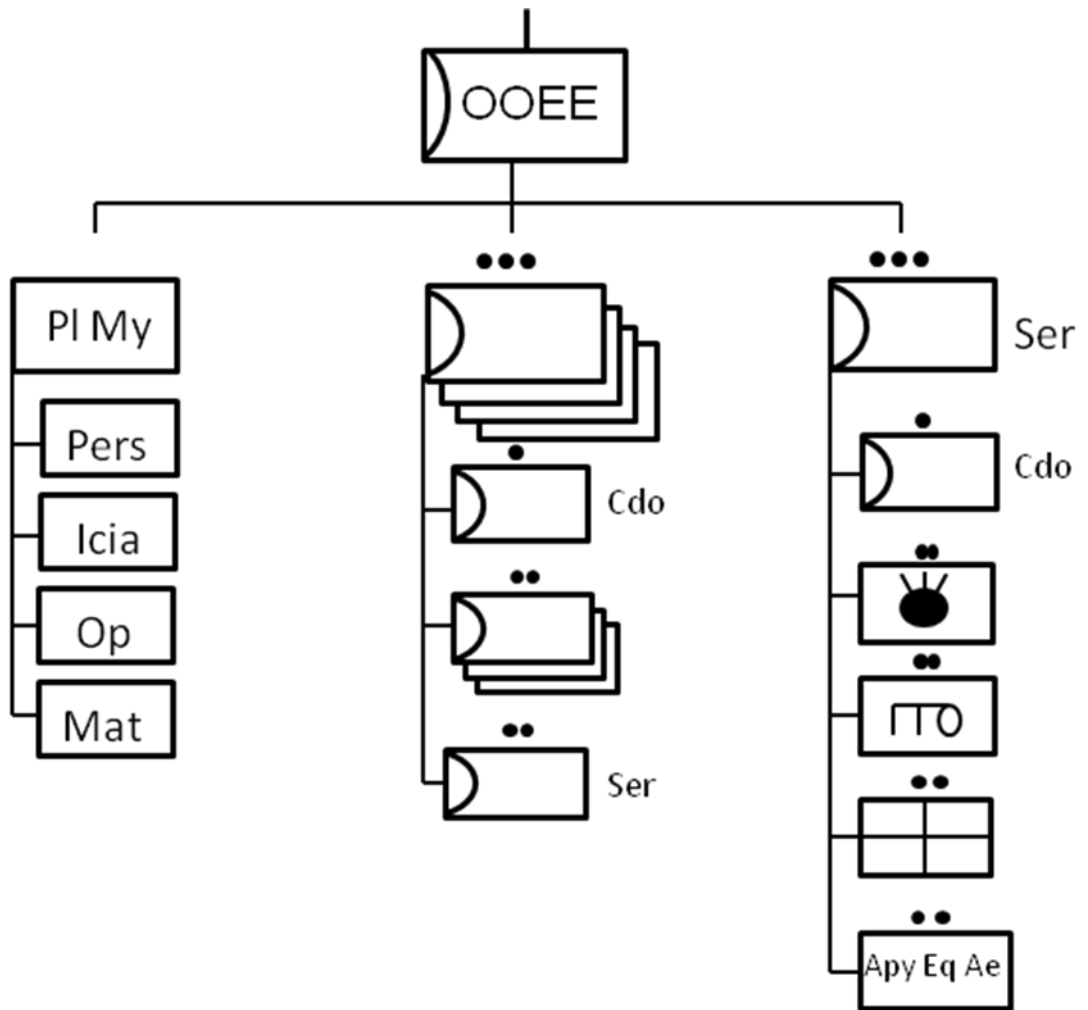 OOEE
Pl My
Pers
Icia
Op
Mat
Cdo
Ser
Ser
Cdo
Apy Eq Ae